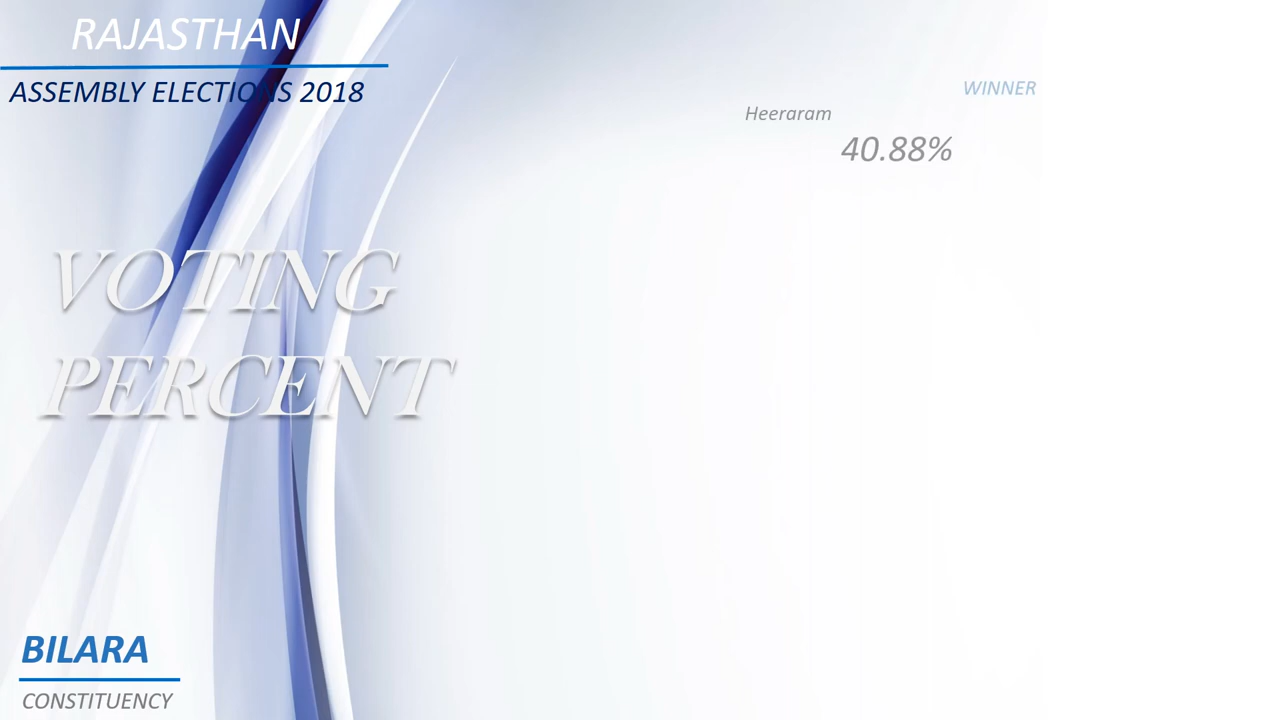 RAJASTHAN
ASSEMBLY ELECTIONS 2018
WINNER
Heeraram
40.88%
VOTING
PERCENT
BILARA
CONSTITUENCY